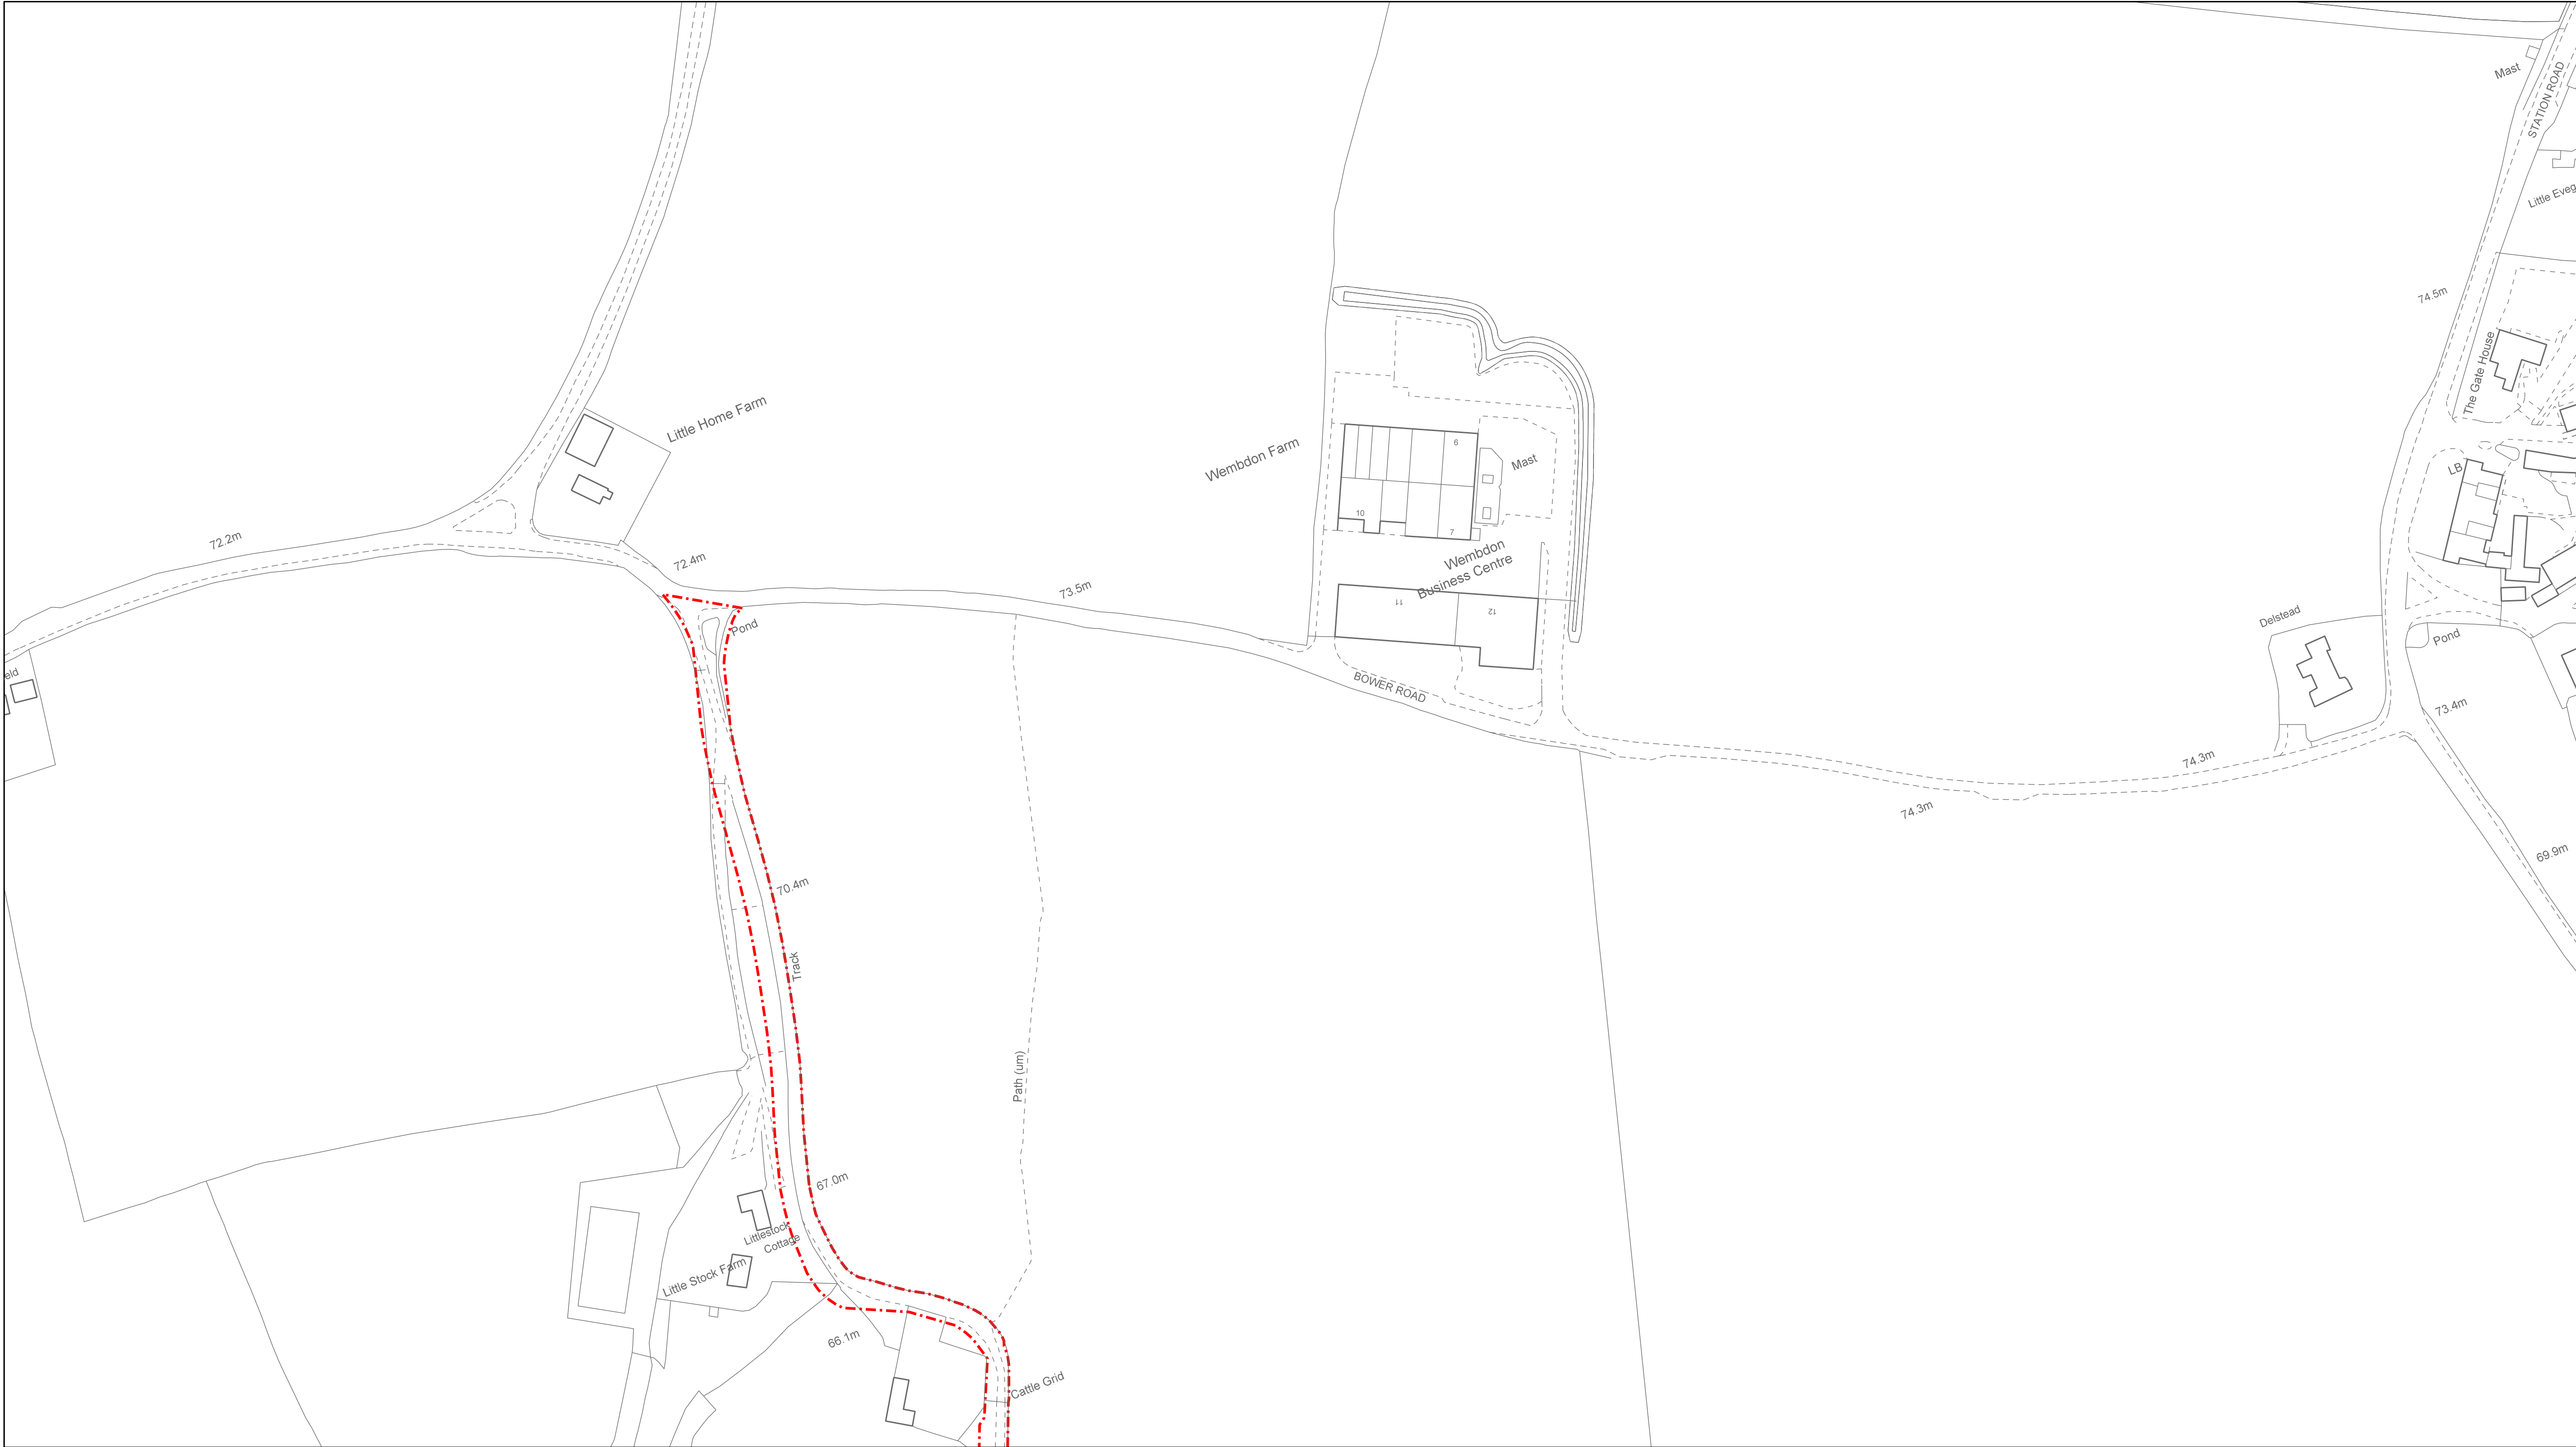 Mast
STATION ROAD
Little Eveg
74.5m
The Gate House
Little Home Farm
Wembdon Farm
6
Mast
LB
10
7
72.2m
72.4m
Wembdon
Business Centre
73.5m
11
12
Pond
Delstead
Pond
eld
BOWER ROAD
73.4m
74.3m
74.3m
69.9m
70.4m
Track
Path (um)
67.0m
Littlestock
Cottage
Little Stock Farm
66.1m
Cattle Grid